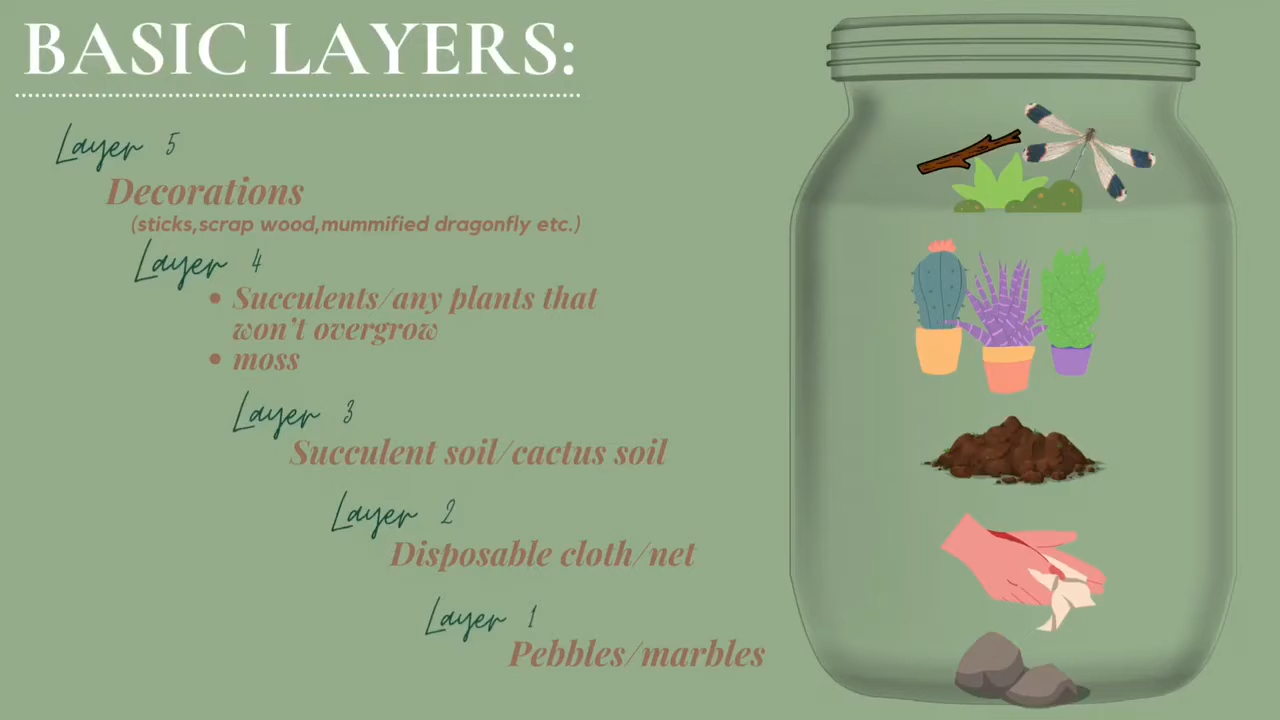 BASIC LAYERS:
Layer 5
Decorations
(sticks,scrap wood,mummified dragonfly etc.)
Layer 4
• Succulents/any plants that
won't overgrow
• moss
Layer 3
Succulent soil/cactus soil
Layer 2
Disposable cloth/net
Layer 1
Pebbles/marbles